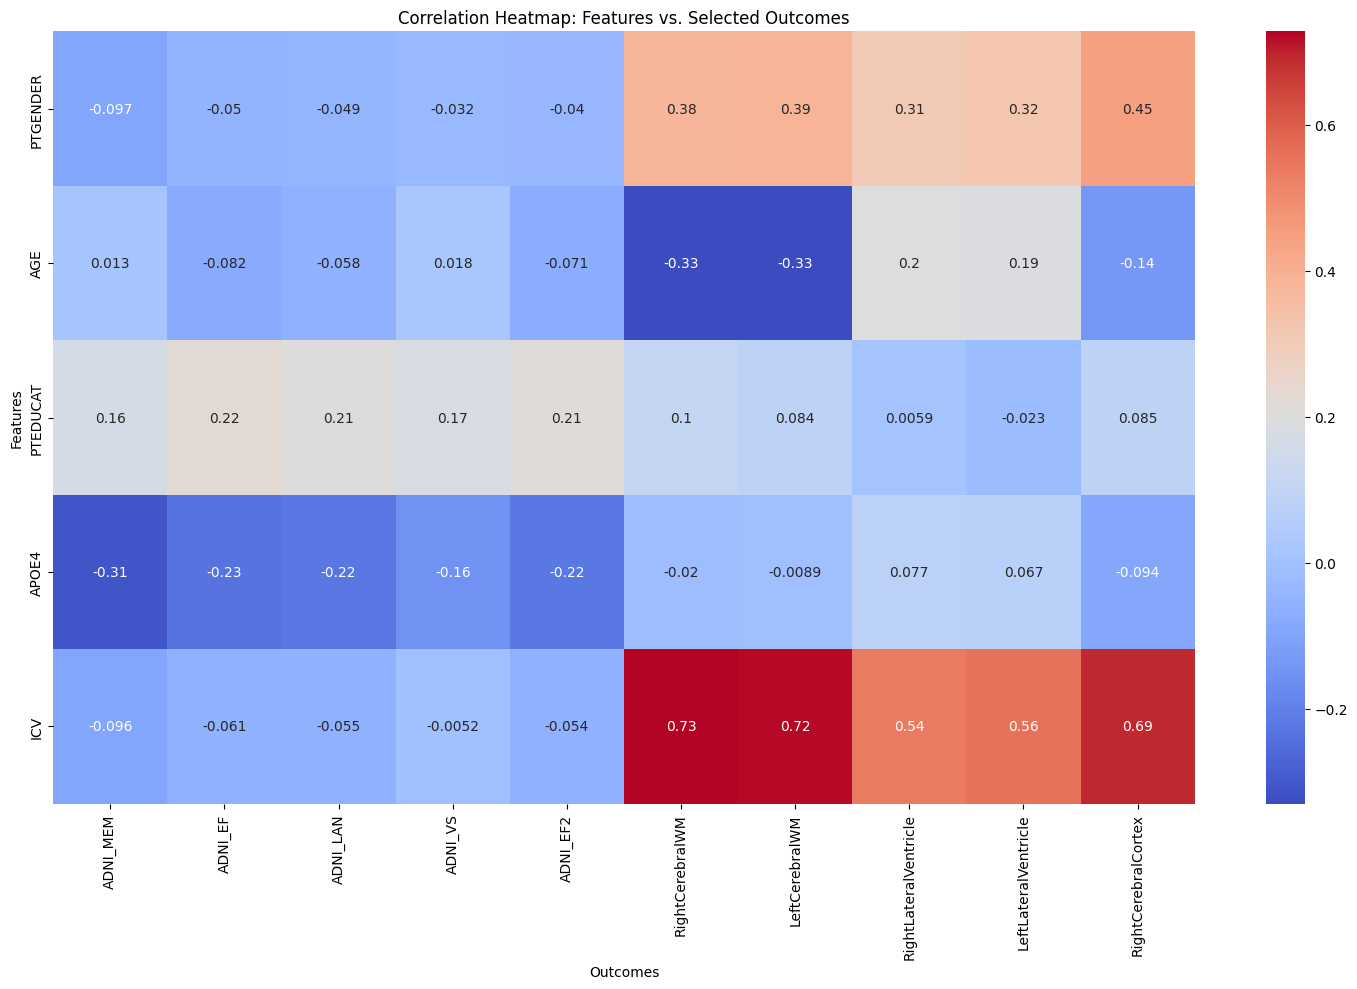 Correlation Heatmap: Features vs. Selected Outcomes
PTGENDER
-0.097 -0.05 -0.049 -0.032 -0.04 0.38 0.39 0.31 0.32 0.45
AGE
0.013 -0.082 -0.058 0.018 -0.071 -0.33 -0.33 0.2 0.19 -0.14
Features
PTEDUCAT
0.16 0.22 0.21 0.17 0.21 0.1 0.084 0.0059 -0.023 0.085
APOE4
-0.31 -0.23 -0.22 -0.16 -0.22 -0.02 -0.0089 0.077 0.067 -0.094
ICV
-0.096 -0.061 -0.055 -0.0052 -0.054 0.73 0.72 0.54 0.56 0.69
ADNI_MEM
ADNI_EF
ADNI_LAN
ADNI_VS
ADNI_EF2
RightCerebralWM
LeftCerebralWM
RightLateralVentricle
LeftLateralVentricle
RightCerebralCortex
Outcomes
0.6
0.4
0.2
0.0
−0.2